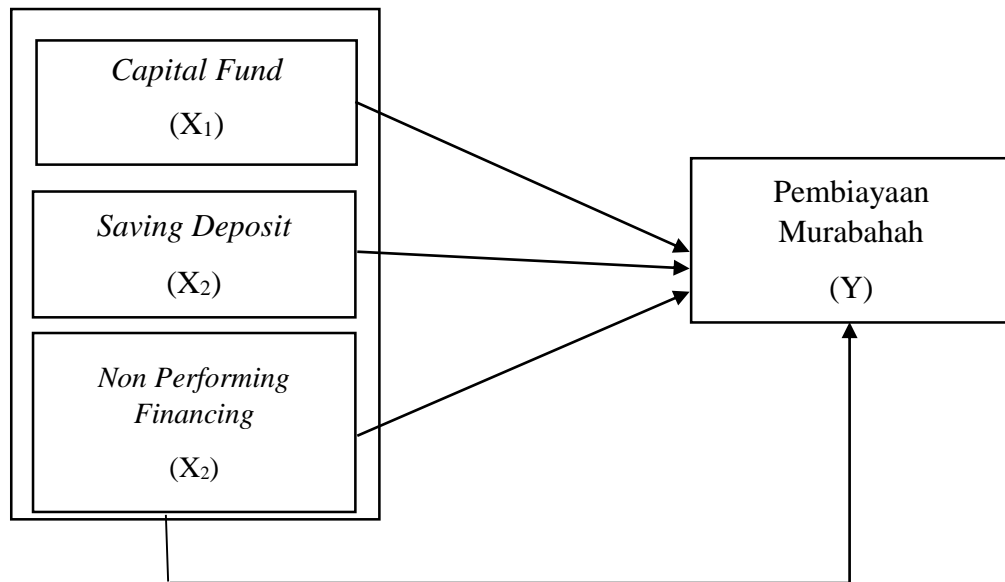 Capital Fund
(X₁)
Saving Deposit
(X₂)
Non Performing
Financing
(X₂)
Pembiayaan
Murabahah
(Y)